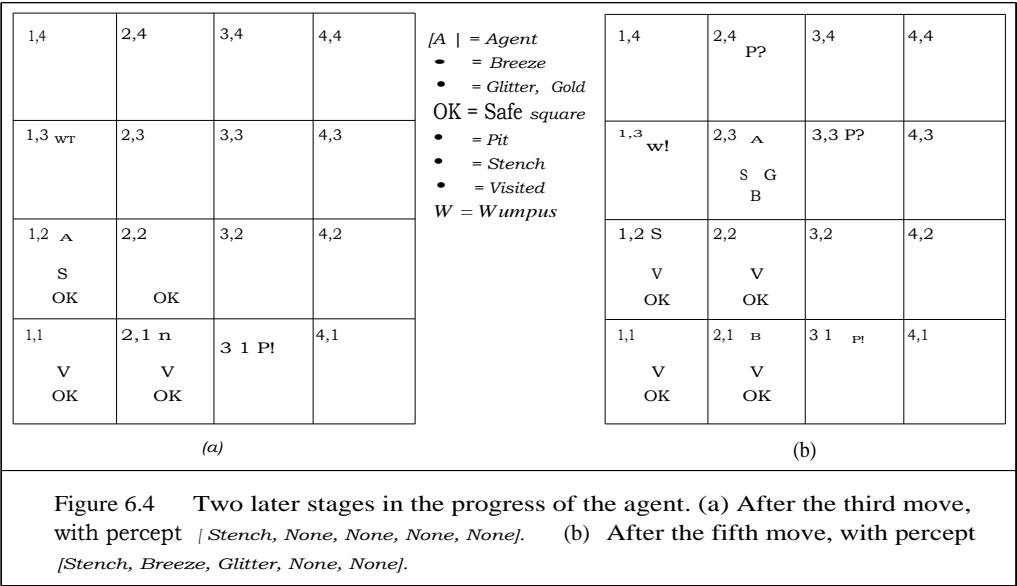 1,4 2,4 3,4 4,4
1,3 WT 2,3 3,3 4,3
1,2 A 2,2 3,2 4,2
S
OK OK
1,1 2,1 n 3 1 P! 4,1
V V
OK OK
(a)
[A | = Agent
• = Breeze
• = Glitter, Gold
OK = Safe square
• = Pit
• = Stench
• = Visited
W = Wumpus
1,4 2,4 P? 3,4 4,4
1,3 w! 2,3 A 3,3 P? 4,3
S G
B
1,2 S 2,2 3,2 4,2
V V
OK OK
1,1 2,1 B 3 1 P! 4,1
V V
OK OK
(b)
Figure 6.4 Two later stages in the progress of the agent. (a) After the third move,
with percept [ Stench, None, None, None, None]. (b) After the fifth move, with percept
[Stench, Breeze, Glitter, None, None].